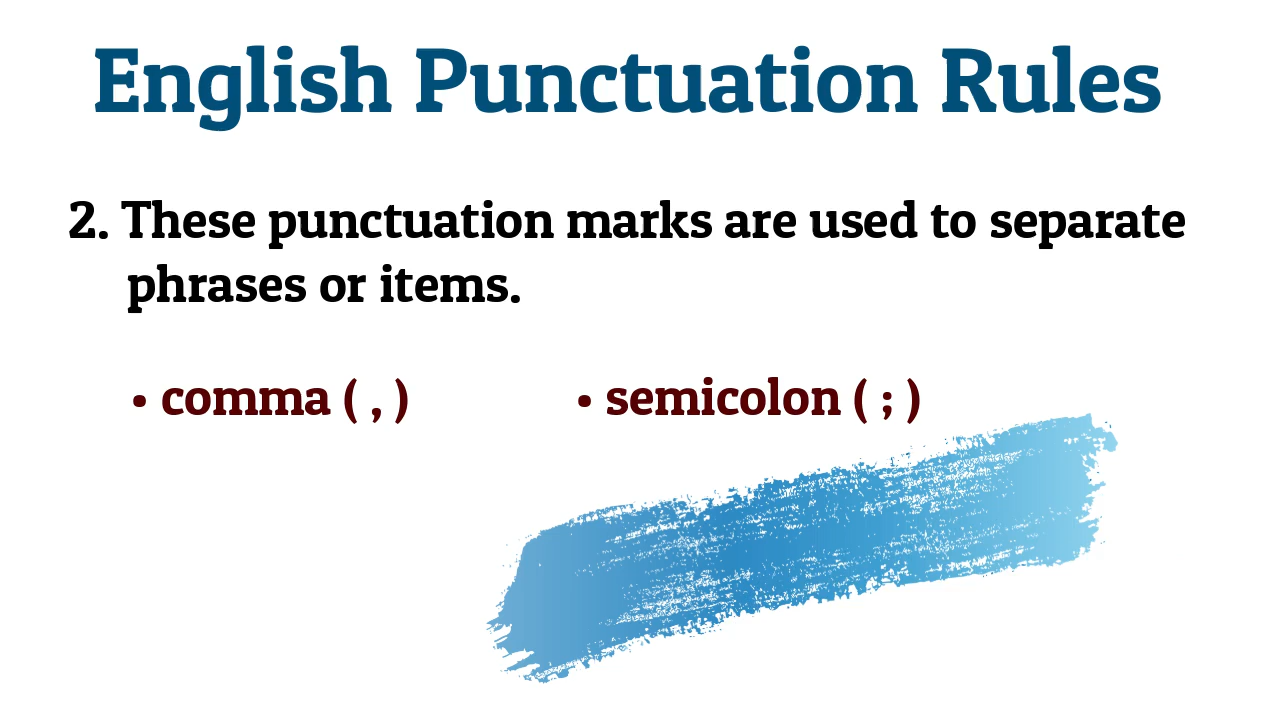 English Punctuation Rules
2. These punctuation marks are used to separate
phrases or items.
• comma ( , ) • semicolon ( ; )